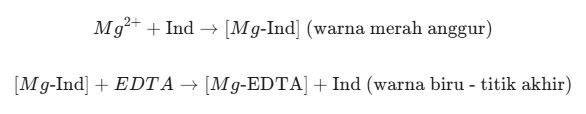 Mg²⁺ + Ind → [Mg-Ind] (warna merah anggur)
[Mg-Ind] + EDTA → [Mg-EDTA] + Ind (warna biru - titik akhir)